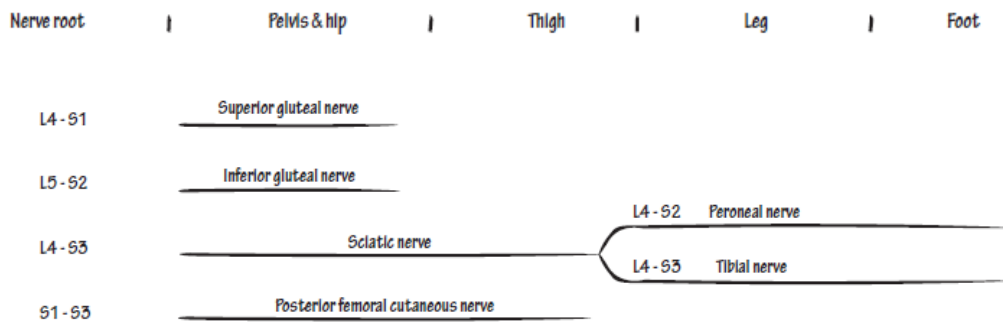 Nerve root | Pelvis & hip | Thigh | Leg | Foot
L4 - S1 Superior gluteal nerve
L5 - S2 Inferior gluteal nerve
L4 - S2 Peroneal nerve
L4 - S3 Sciatic nerve
L4 - S3 Tibial nerve
S1 - S3 Posterior femoral cutaneous nerve